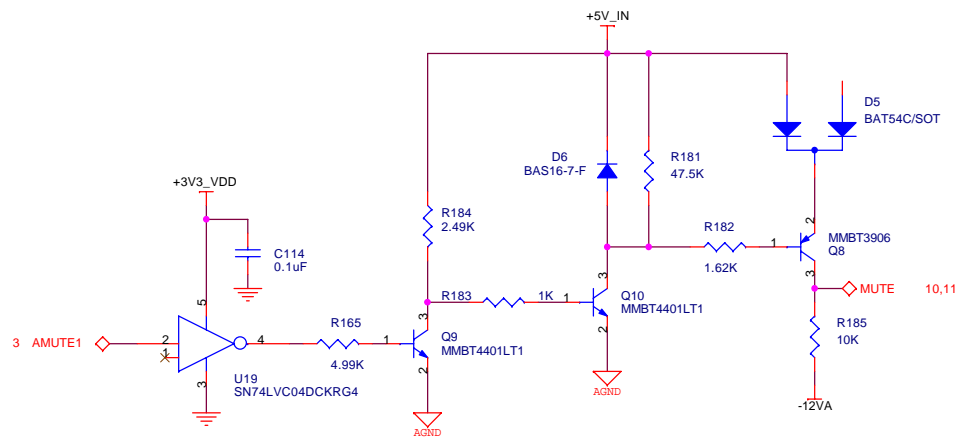 +5V_IN
D5
BAT54C/SOT
D6
BAS16-7-F
R181
47.5K
+3V3_VDD
R184
2.49K
R182
1.62K
1
2
MMBT3906
Q8
3
C114
0.1uF
5
R183
1K
1
3
Q10
MMBT4401LT1
2
MUTE 10,11
3 AMUTE1
2
1
4
R165
4.99K
1
3
Q9
MMBT4401LT1
2
R185
10K
3
U19
SN74LVC04DCKRG4
AGND
-12VA
AGND